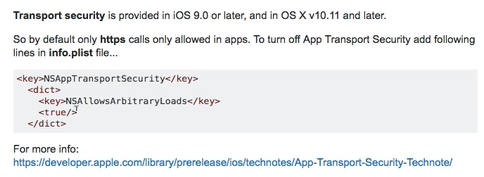 Transport security is provided in iOS 9.0 or later, and in OS X v10.11 and later.
So by default only https calls only allowed in apps. To turn off App Transport Security add following
lines in info.plist file...
<key>NSAppTransportSecurity</key>
<dict>
<key>NSAllowsArbitraryLoads</key>
<true/>
</dict>
For more info:
https://developer.apple.com/library/prerelease/ios/technotes/App-Transport-Security-Technote/